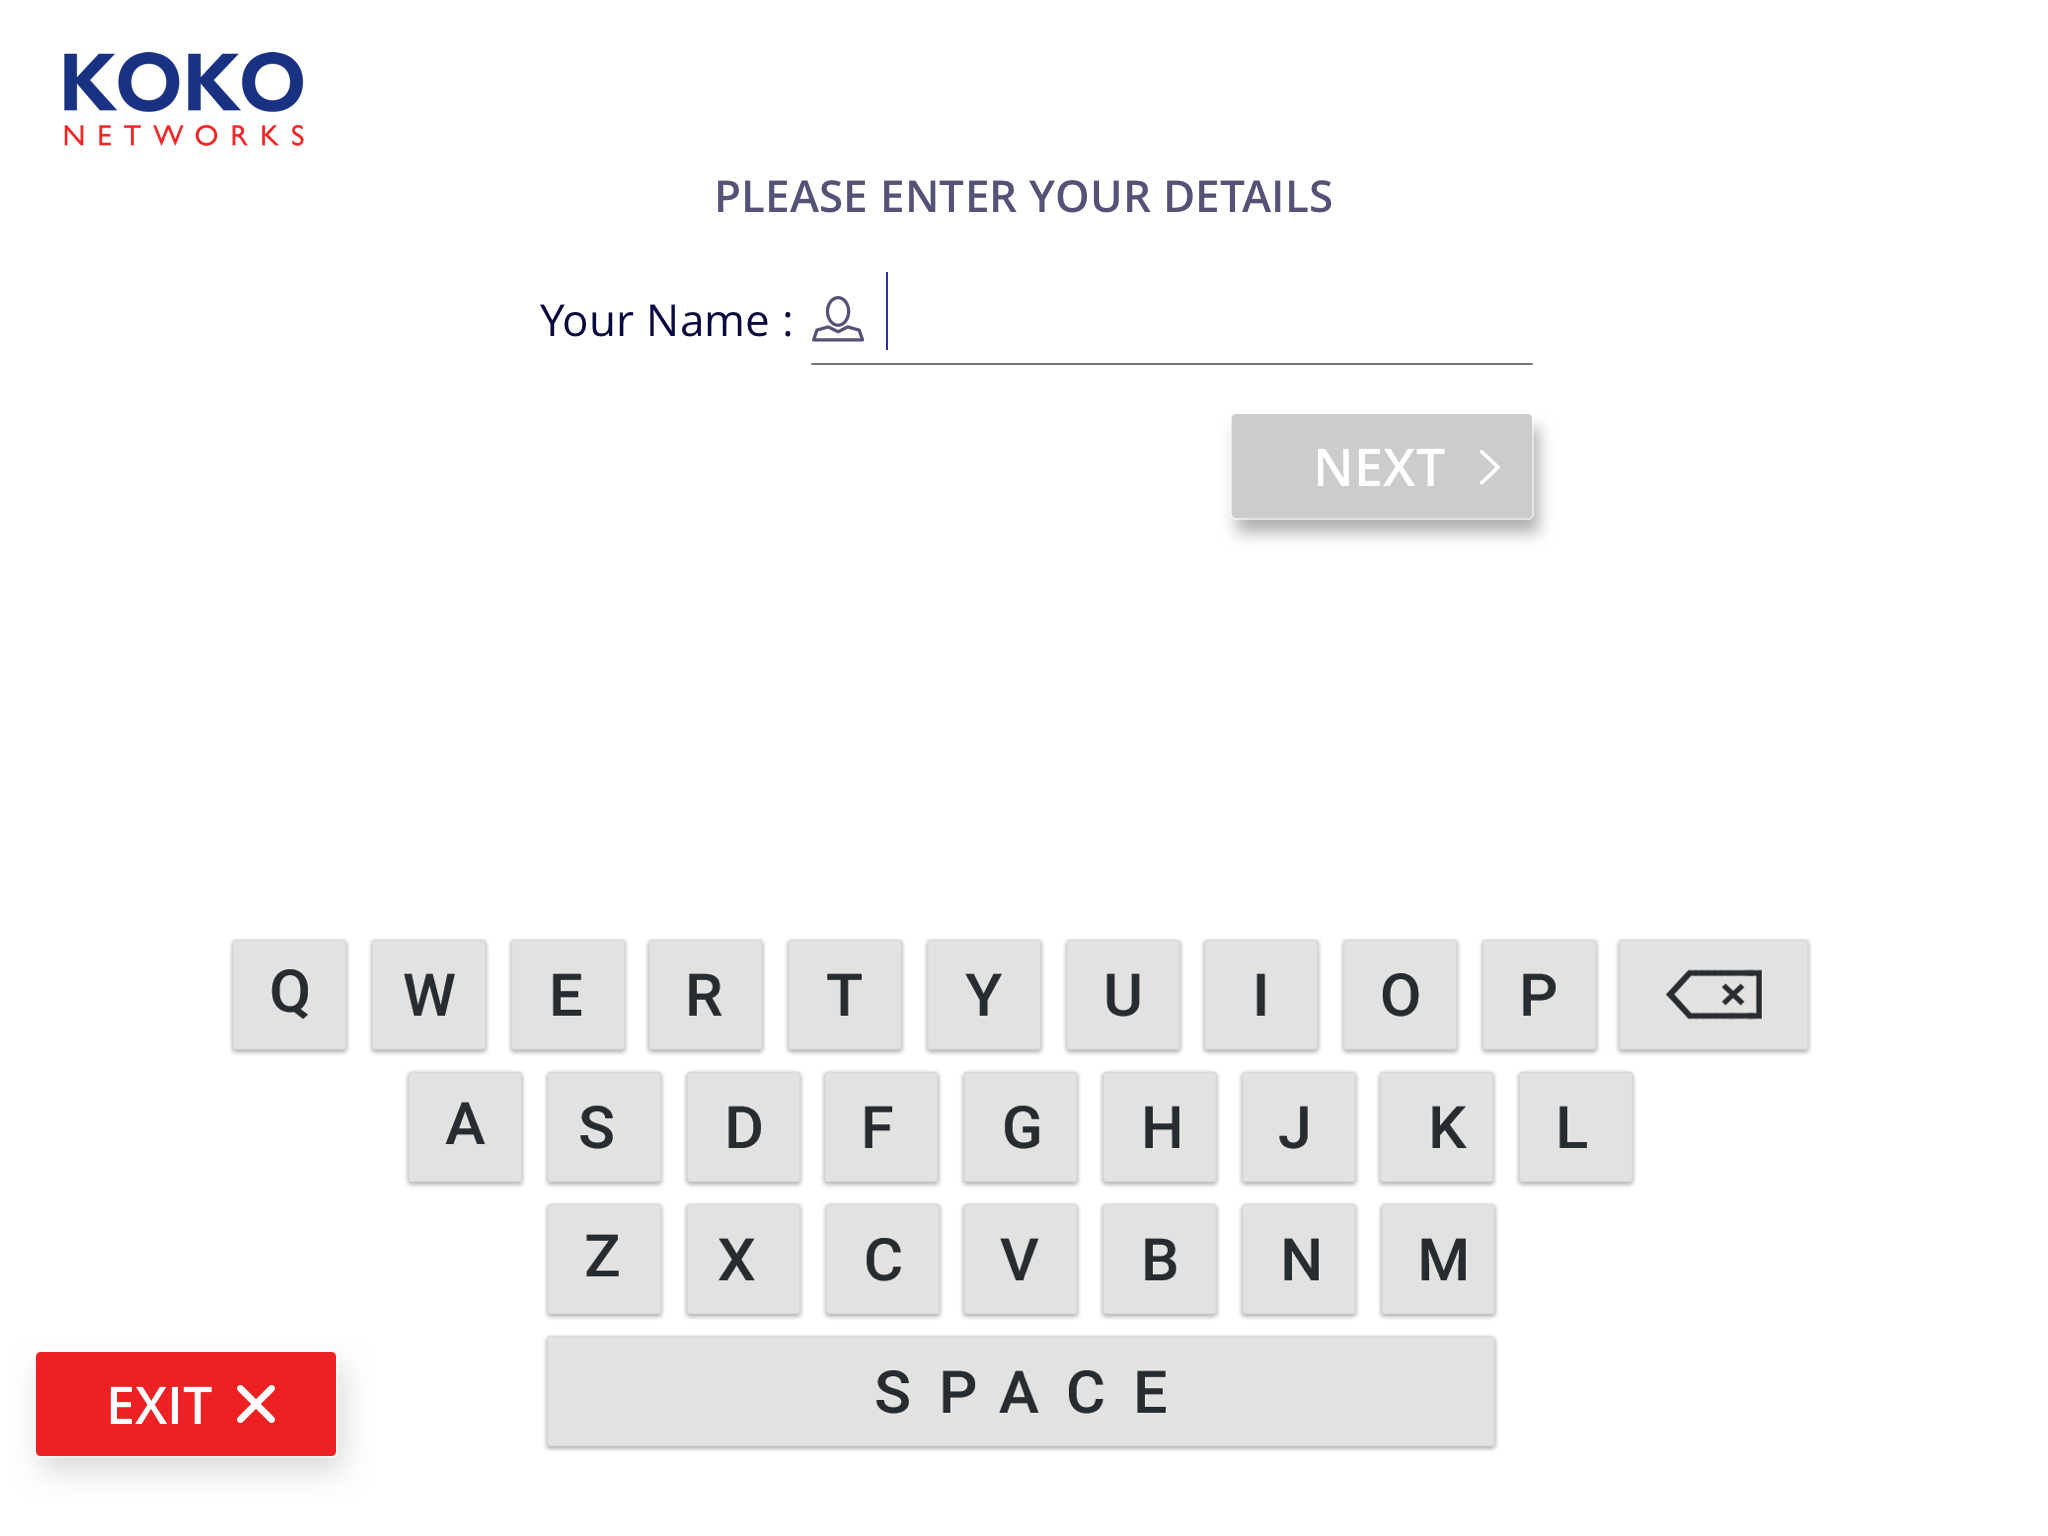 KOKO
NETWORKS
PLEASE ENTER YOUR DETAILS
Your Name :
NEXT
Q W E R T Y U I O P
A S D F G H J K L
Z X C V B N M
SPACE
EXIT